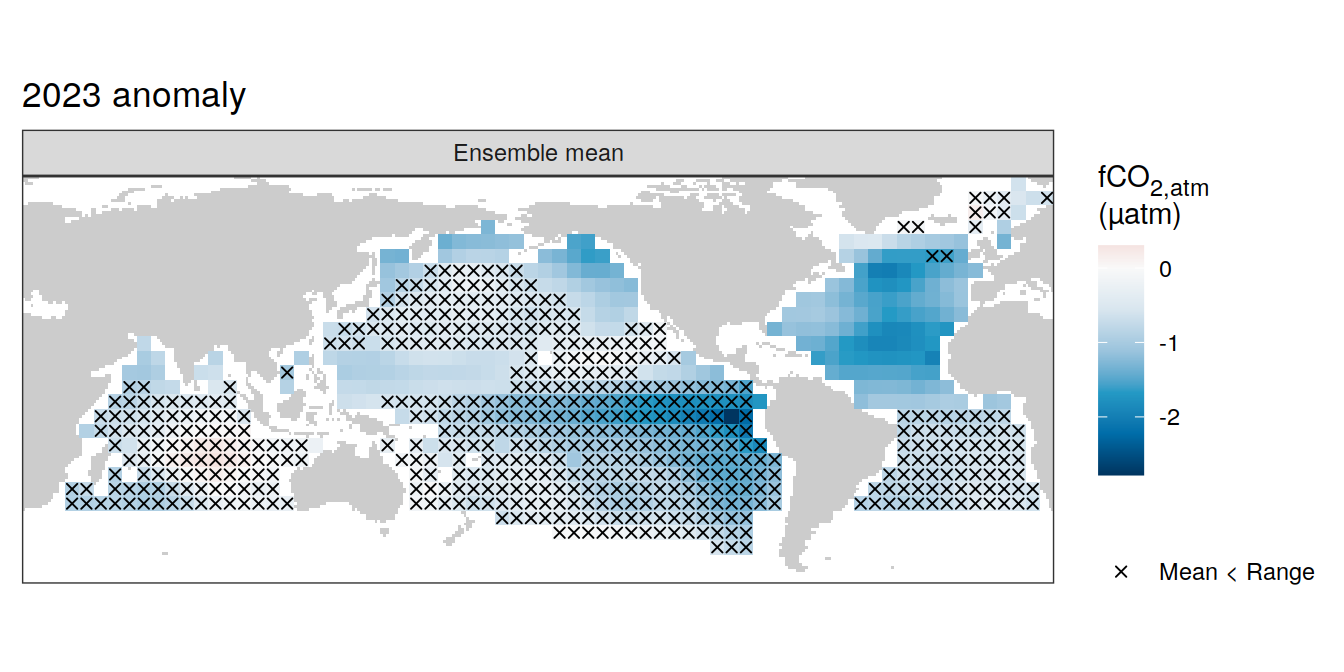 2023 anomaly
Ensemble mean
fCO2,atm
(µatm)
0
-1
-2
× Mean < Range